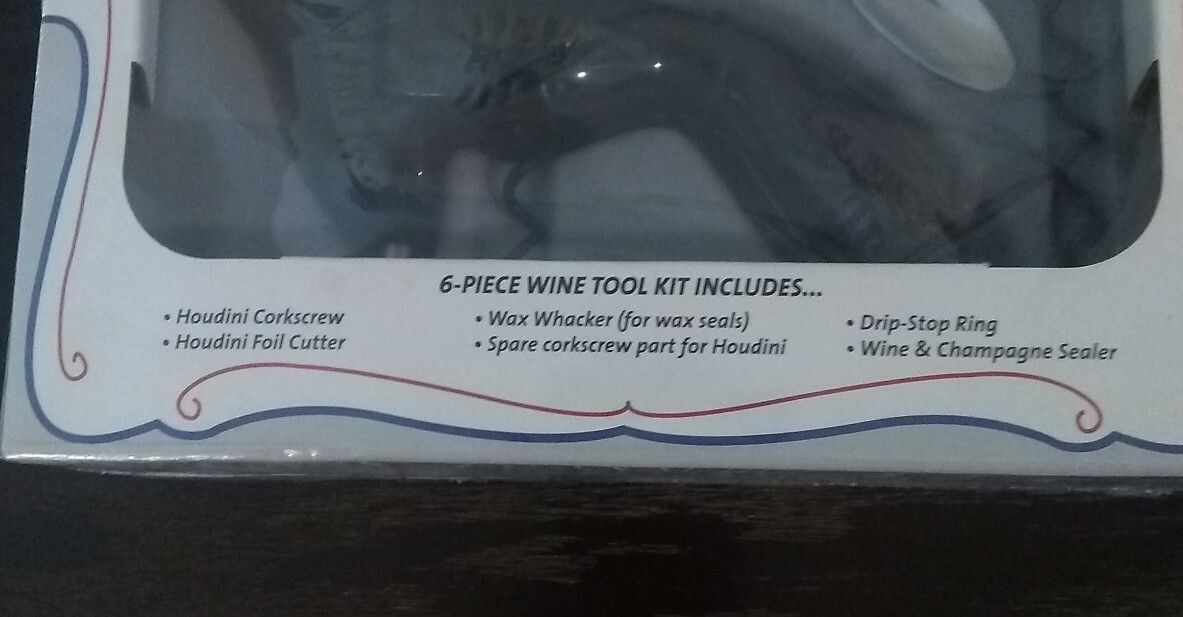 6-PIECE WINE TOOL KIT INCLUDES...
• Houdini Corkscrew
• Houdini Foil Cutter
• Wax Whacker (for wax seals)
• Spare corkscrew part for Houdini
• Drip-Stop Ring
• Wine & Champagne Sealer